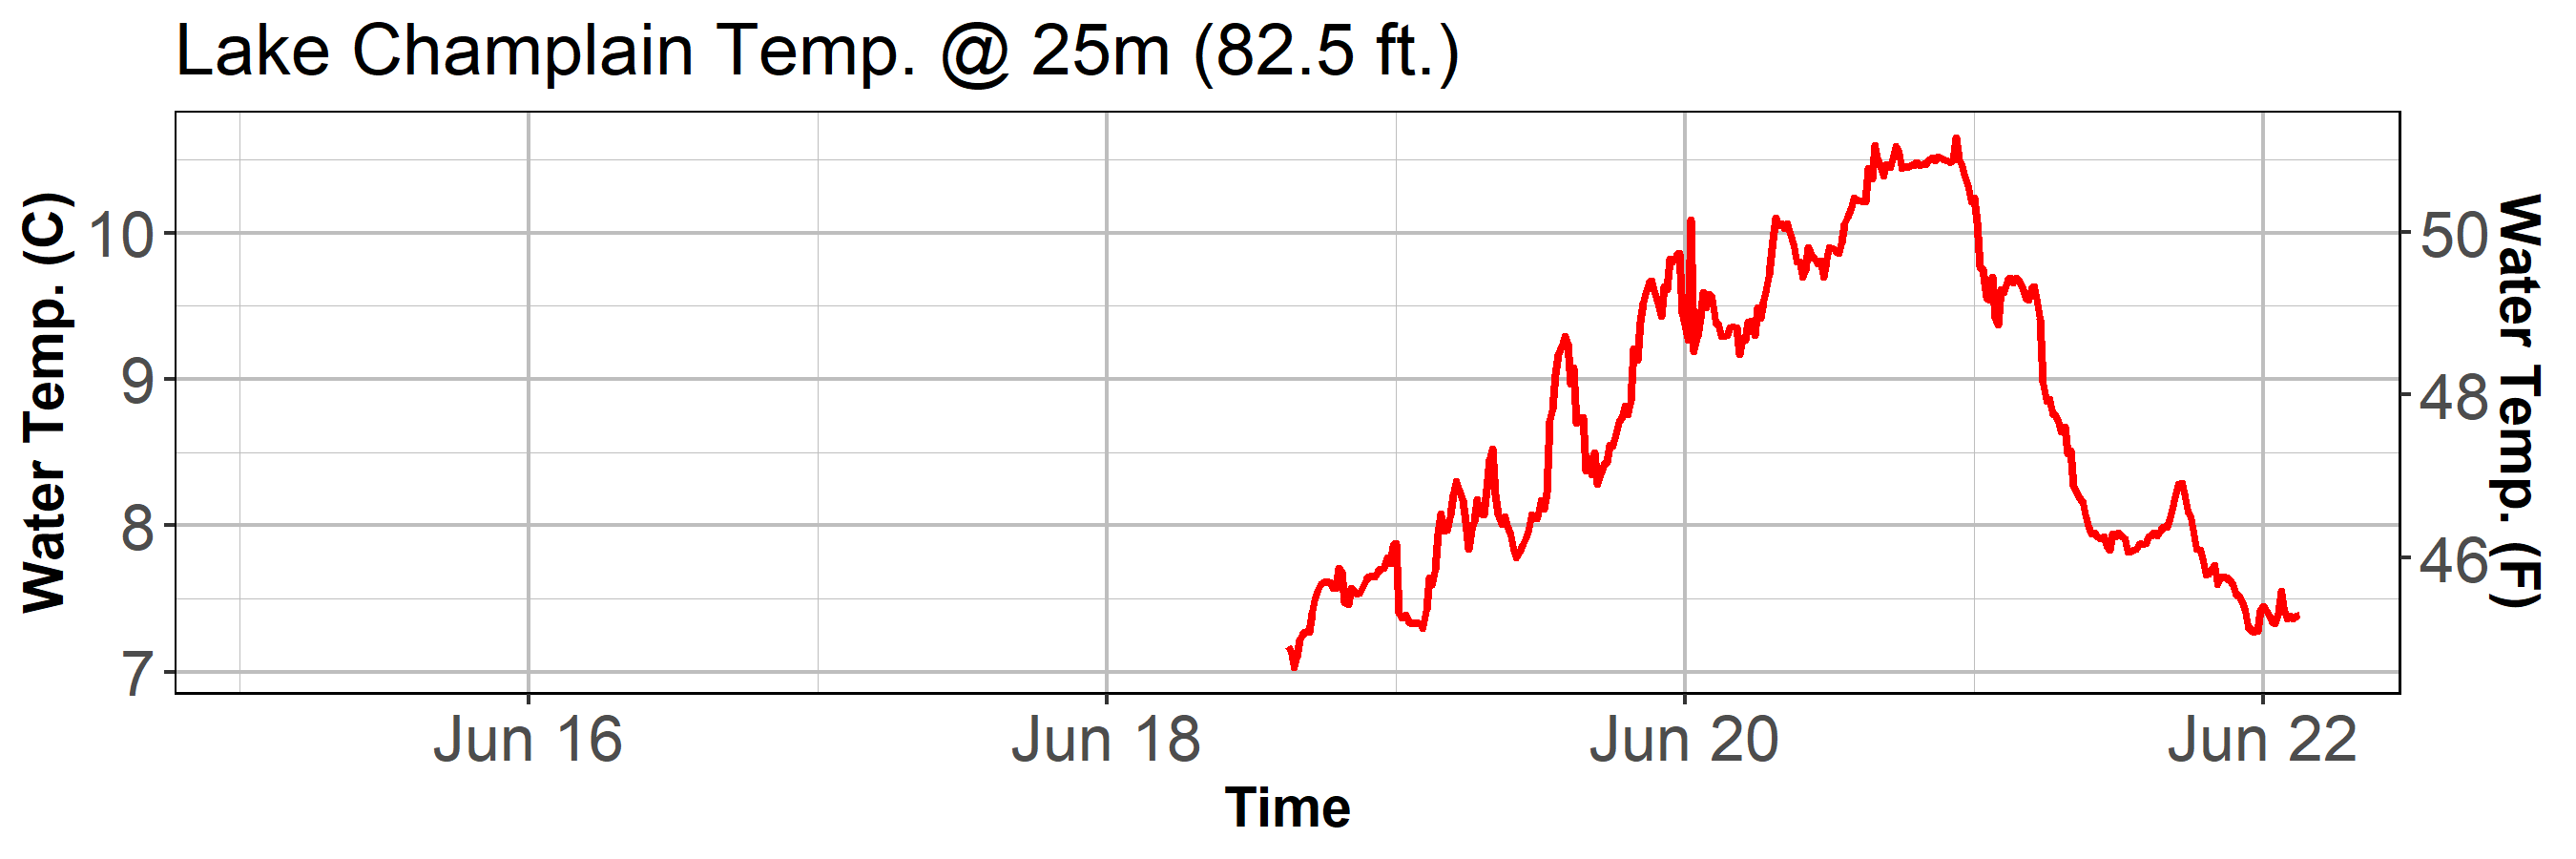 Lake Champlain Temp. @ 25m (82.5 ft.)
Water Temp. (C)
10
9
8
7
50
48
46
Water Temp. (F)
Jun 16 Jun 18 Jun 20 Jun 22
Time